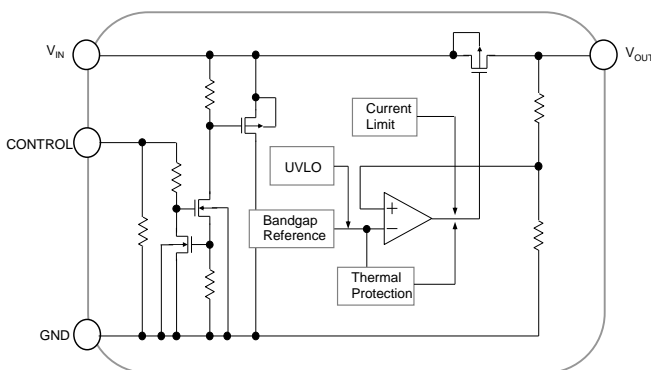 V_IN
V_OUT
Current
Limit
CONTROL
UVLO
+
Bandgap
Reference
−
Thermal
Protection
GND